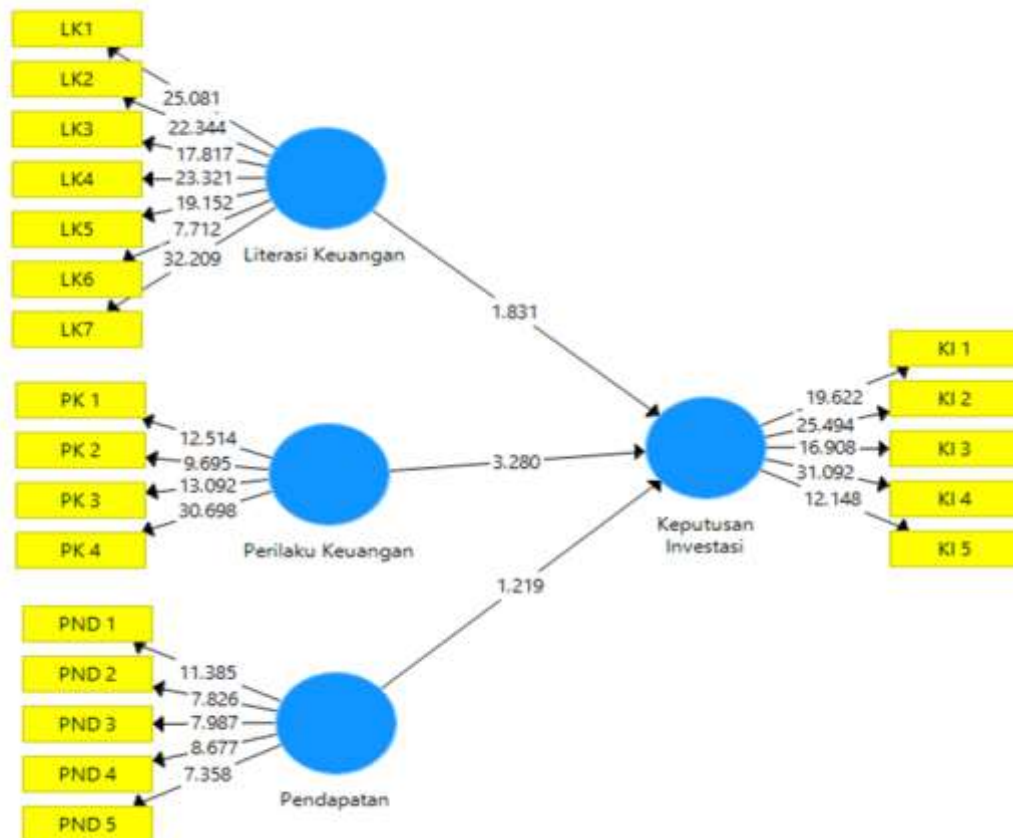 LK1
LK2
LK3
LK4
LK5
LK6
LK7
25.081
22.344
17.817
23.321
19.152
7.712
32.209
Literasi Keuangan
1.831
PK 1
PK 2
PK 3
PK 4
12.514
9.695
13.092
30.698
Perilaku Keuangan
3.280
PND 1
PND 2
PND 3
PND 4
PND 5
11.385
7.826
7.987
8.677
7.358
Pendapatan
1.219
Keputusan
Investasi
19.622
25.494
16.908
31.092
12.148
KI 1
KI 2
KI 3
KI 4
KI 5